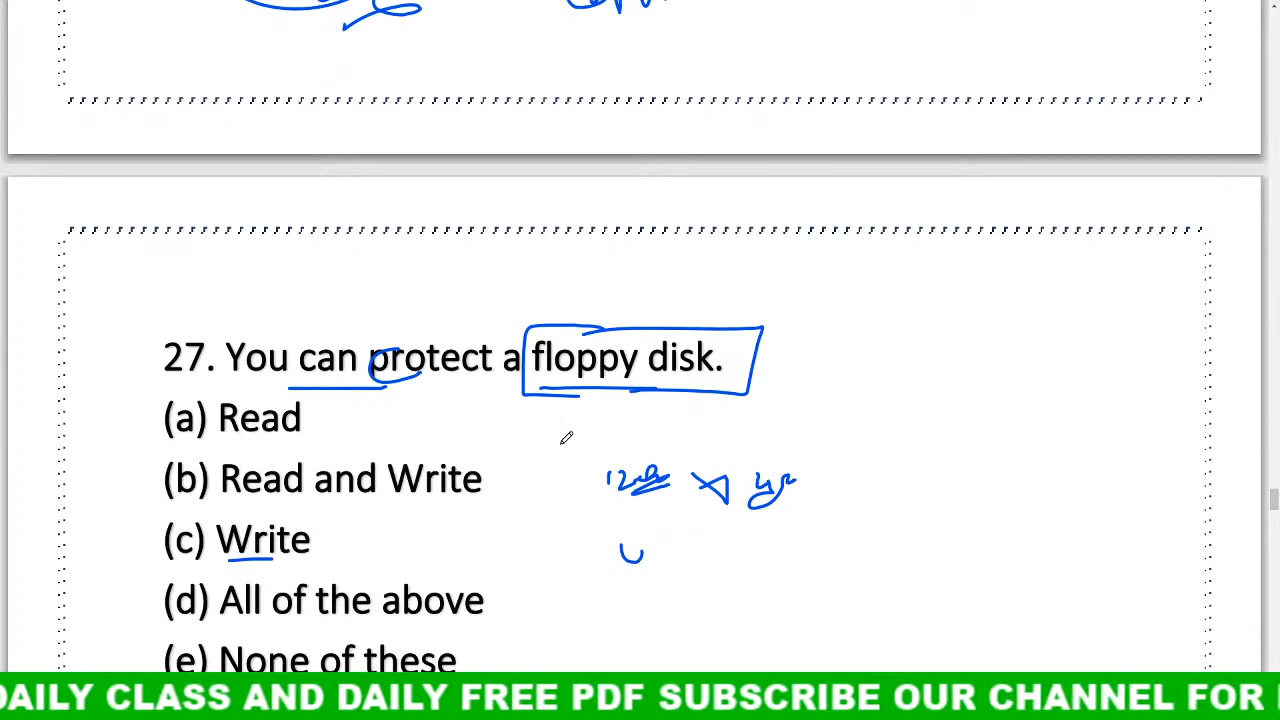 27. You can protect a floppy disk.
(a) Read
(b) Read and Write
(c) Write
(d) All of the above
(e) None of these
DAILY CLASS AND DAILY FREE PDF SUBSCRIBE OUR CHANNEL FOR